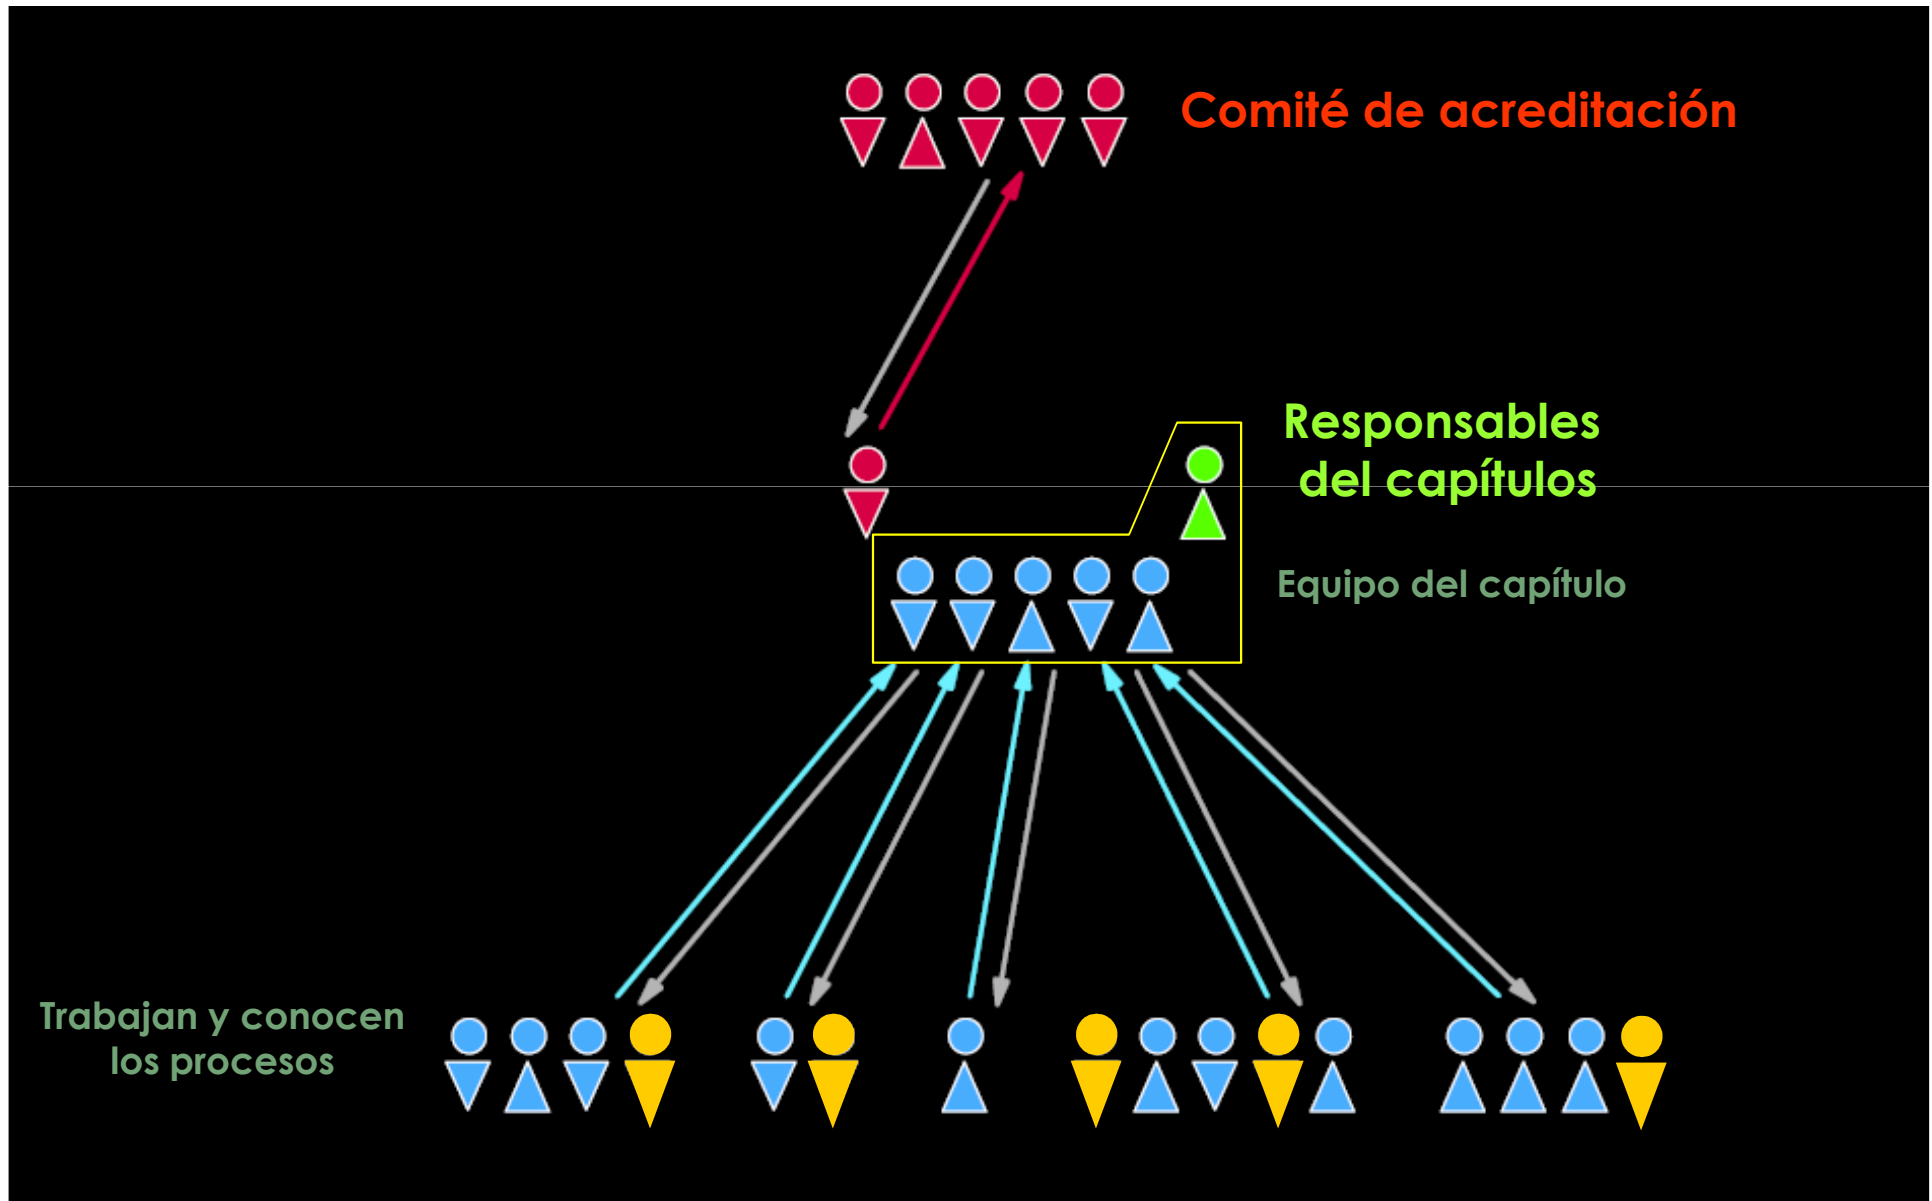 Comité de acreditación
Responsables
del capítulos
Equipo del capítulo
Trabajan y conocen
los procesos